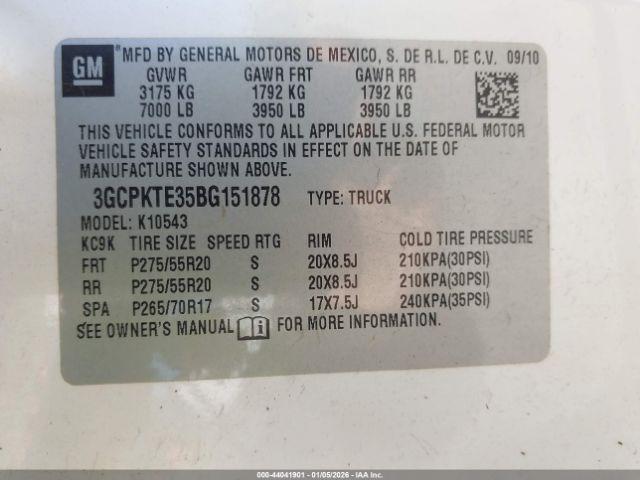 GM
MFD BY GENERAL MOTORS DE MEXICO, S. DE R.L. DE C.V. 09/10
GVWR GAWR FRT GAWR RR
3175 KG 1792 KG 1792 KG
7000 LB 3950 LB 3950 LB
THIS VEHICLE CONFORMS TO ALL APPLICABLE U.S. FEDERAL MOTOR
VEHICLE SAFETY STANDARDS IN EFFECT ON THE DATE OF
MANUFACTURE SHOWN ABOVE.
3GCPKTE35BG151878 TYPE: TRUCK
MODEL: K10543
KC9K TIRE SIZE SPEED RTG RIM COLD TIRE PRESSURE
FRT P275/55R20 S 20X8.5J 210KPA(30PSI)
RR P275/55R20 S 20X8.5J 210KPA(30PSI)
SPA P265/70R17 S 17X7.5J 240KPA(35PSI)
SEE OWNER'S MANUAL FOR MORE INFORMATION.
000-44041901 - 01/05/2026 - IAA Inc.